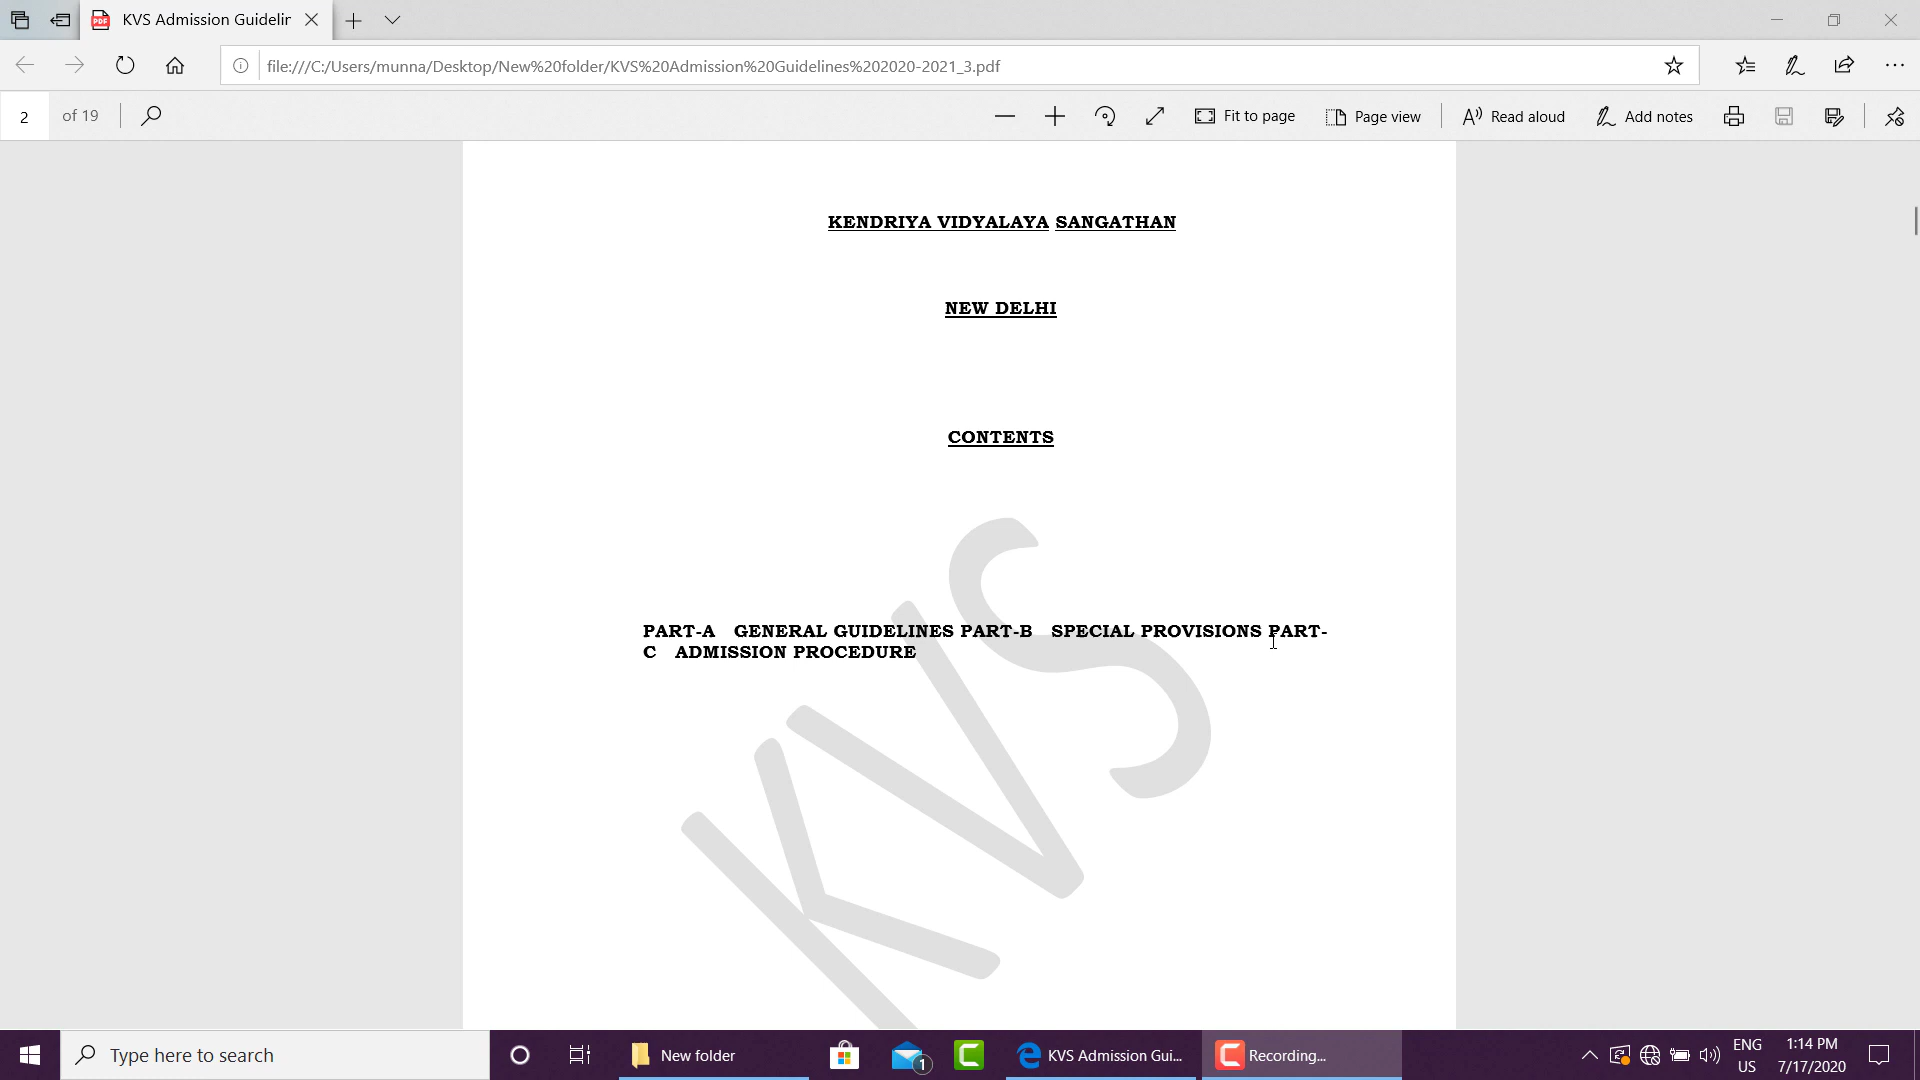 KVS Admission Guidelir
file:///C:/Users/munna/Desktop/New%20folder/KVS%20Admission%20Guidelines%202020-2021_3.pdf
2 of 19 Fit to page Page view Read aloud Add notes
KENDRIYA VIDYALAYA SANGATHAN
NEW DELHI
CONTENTS
PART-A GENERAL GUIDELINES PART-B SPECIAL PROVISIONS PART-
C ADMISSION PROCEDURE
KVS
Type here to search New folder 1 KVS Admission Gui... Recording... ENG 1:14 PM
US 7/17/2020